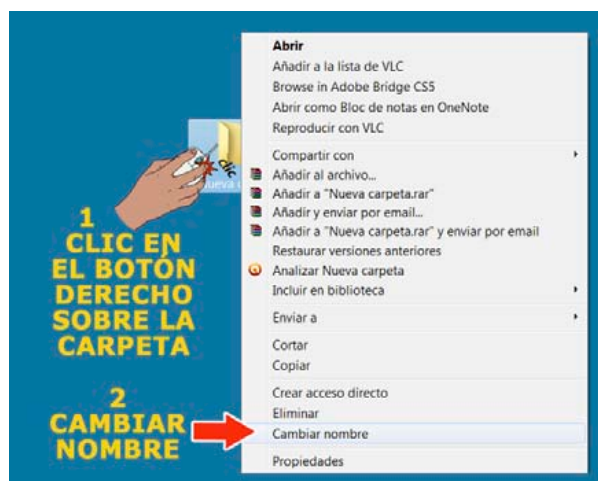 Abrir
Añadir a la lista de VLC
Browse in Adobe Bridge CS5
Abrir como Bloc de notas en OneNote
Reproducir con VLC
Compartir con
Añadir al archivo...
Añadir a "Nueva carpeta.rar"
Añadir y enviar por email...
Añadir a "Nueva carpeta.rar" y enviar por email
Restaurar versiones anteriores
Analizar Nueva carpeta
Incluir en biblioteca
Enviar a
Cortar
Copiar
Crear acceso directo
Eliminar
Cambiar nombre
Propiedades
clic
1
CLIC EN
EL BOTÓN
DERECHO
SOBRE LA
CARPETA
2
CAMBIAR
NOMBRE